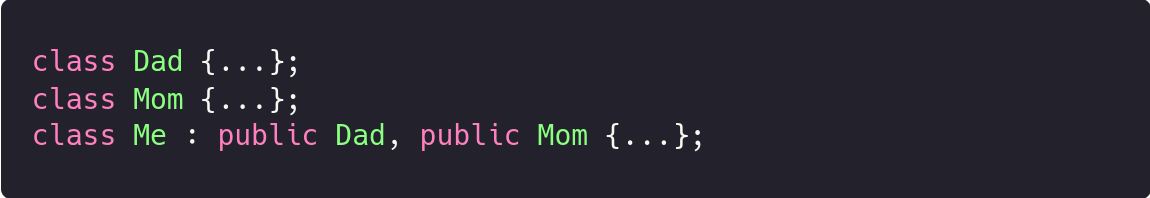 class Dad {...};
class Mom {...};
class Me : public Dad, public Mom {...};